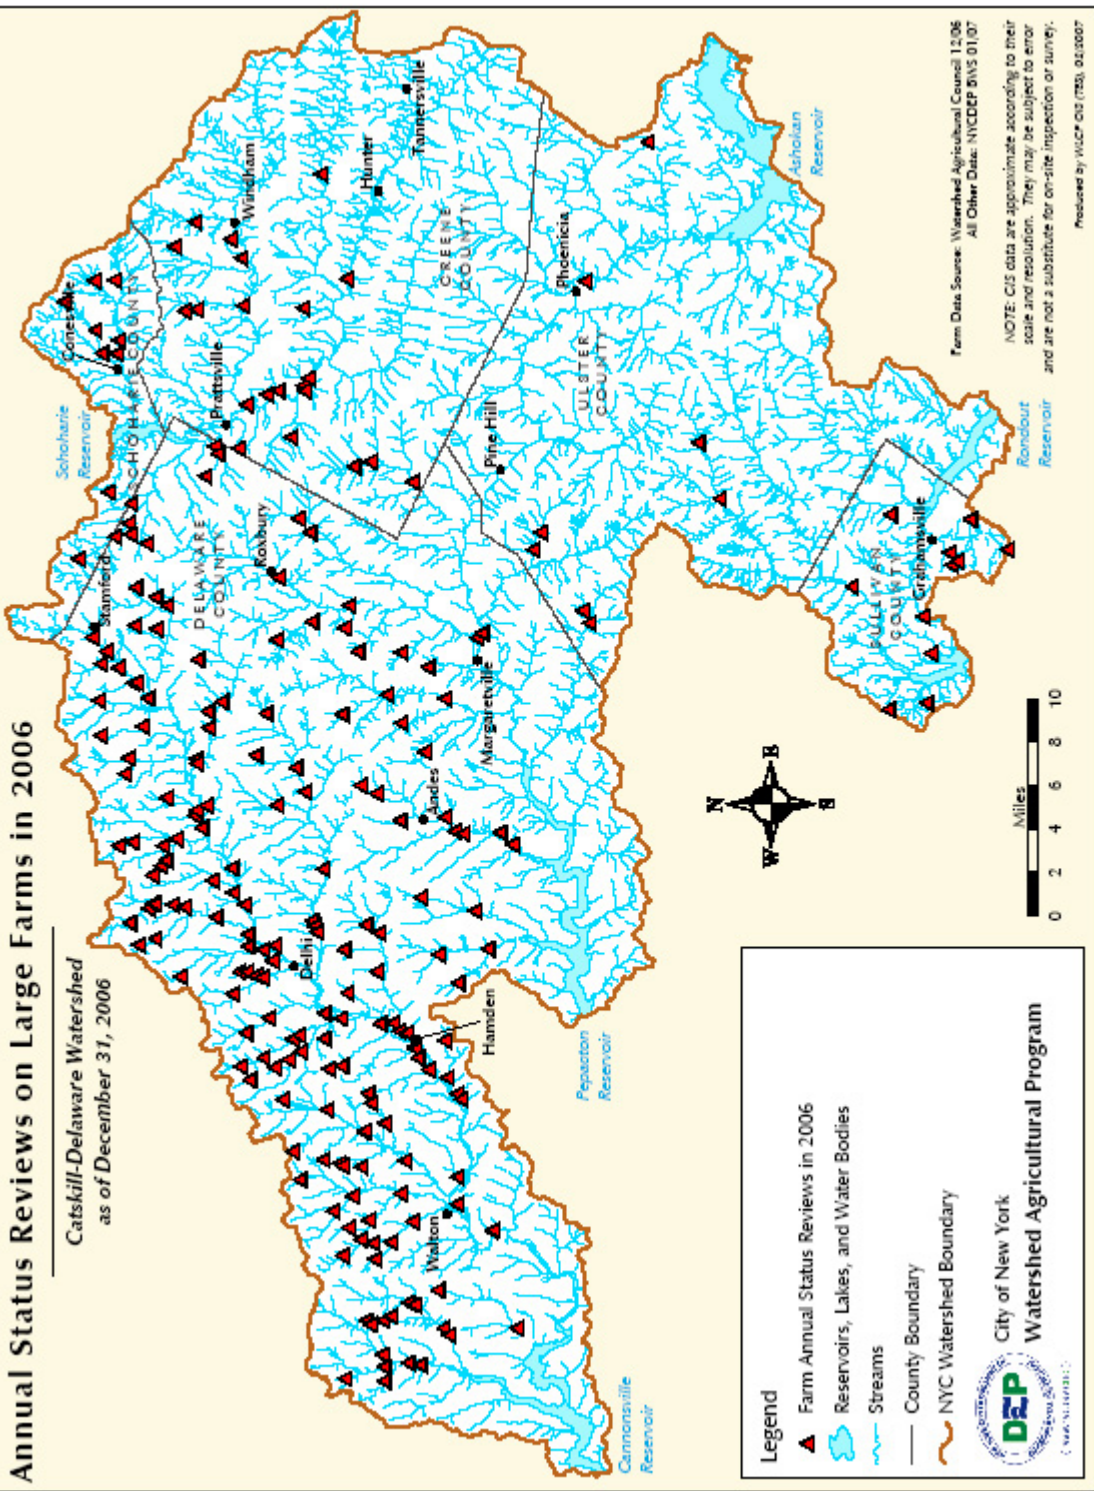 Annual Status Reviews on Large Farms in 2006
Catskill-Delaware Watershed
as of December 31, 2006
Schoharie
Reservoir
Conesville
SCHOHARIE COUNTY
Stamford
Prattsville
Windham
Hunter
Tannersville
GREENE
COUNTY
DELAWARE
COUNTY
Roxbury
Pine Hill
Phoenicia
ULSTER
COUNTY
Ashokan
Reservoir
Margaretville
Andes
Delhi
Hamden
Walton
Pepacton
Reservoir
Cannonsville
Reservoir
SULLIVAN
COUNTY
Grahamsville
Rondout
Reservoir
N
W
E
S
0 2 4 6 8 10
Miles
Legend
Farm Annual Status Reviews in 2006
Reservoirs, Lakes, and Water Bodies
Streams
County Boundary
NYC Watershed Boundary
DEP
City of New York
Watershed Agricultural Program
Farm Data Source: Watershed Agricultural Council 12/06
All Other Data: NYCDEP BWS 01/07
NOTE: GIS data are approximate according to their
scale and resolution. They may be subject to error
and are not a substitute for on-site inspection or survey.
Produced by WLCP GIS